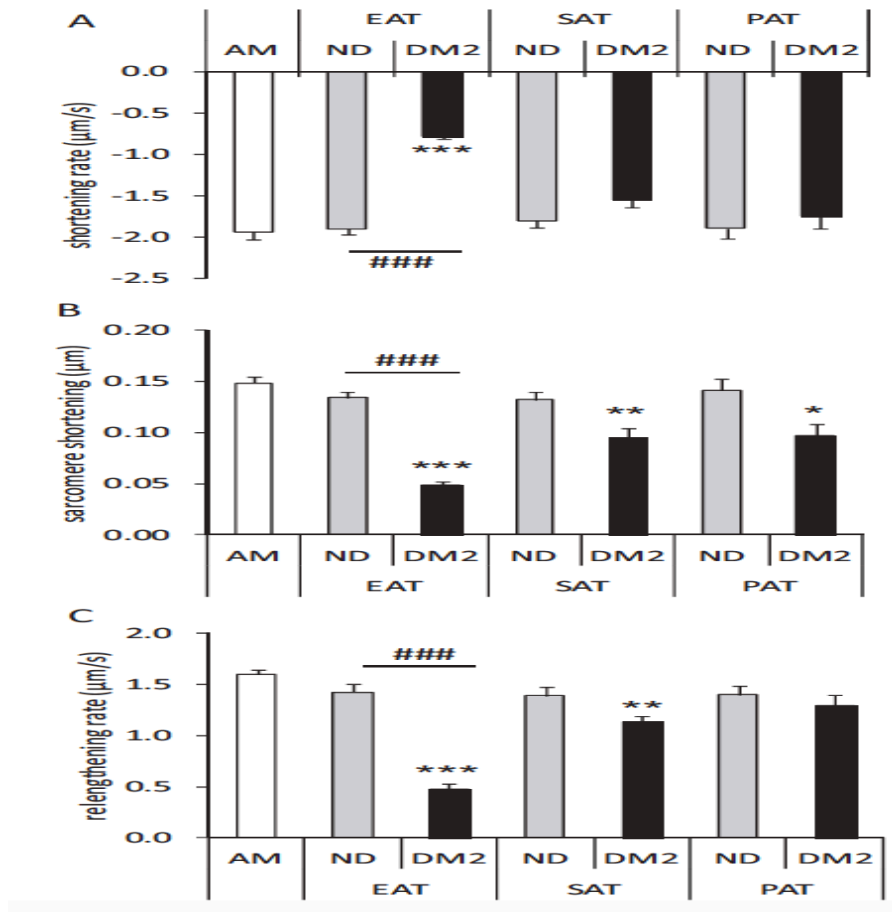 A
EAT SAT PAT
AM ND DM2 ND DM2 ND DM2
shortening rate (µm/s)
0.0
-0.5
***
-1.0
-1.5
-2.0
###
-2.5
B
sarcomere shortening (µm)
0.20
###
0.15
** *
0.10
***
0.05
0.00
AM ND DM2 ND DM2 ND DM2
EAT SAT PAT
C
relengthening rate (µm/s)
2.0
###
1.5
**
1.0
***
0.5
0.0
AM ND DM2 ND DM2 ND DM2
EAT SAT PAT